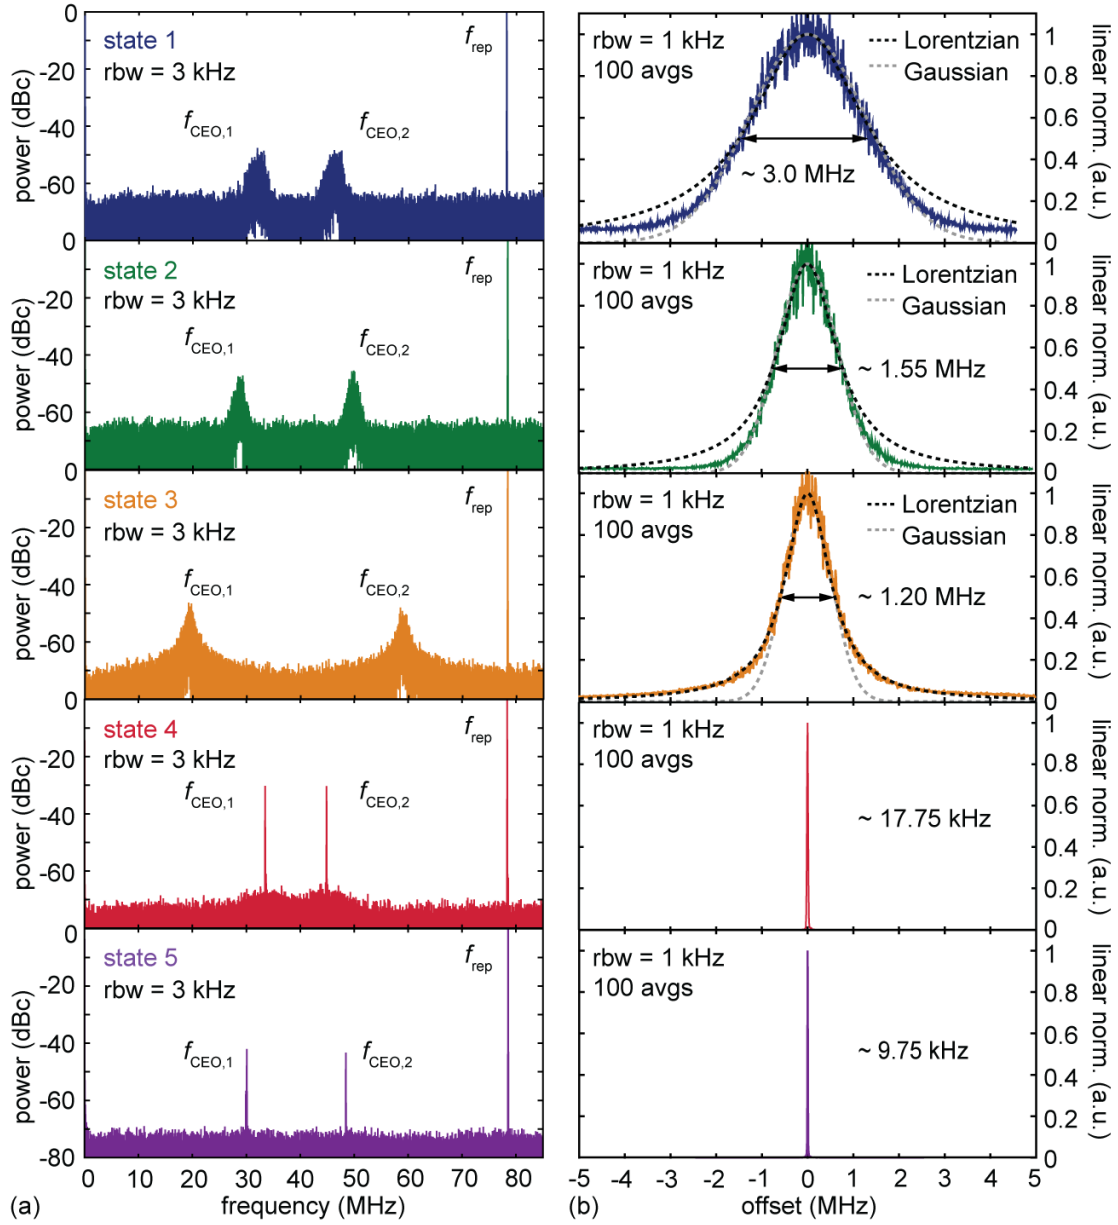 state 1
rbw = 3 kHz
f_rep
f_CEO,1
f_CEO,2
power (dBc)
-20
-40
-60
0
rbw = 1 kHz
100 avgs
Lorentzian
Gaussian
~ 3.0 MHz
linear norm. (a.u.)
1
0.8
0.6
0.4
0.2
0
state 2
rbw = 3 kHz
f_rep
f_CEO,1
f_CEO,2
power (dBc)
-20
-40
-60
0
rbw = 1 kHz
100 avgs
Lorentzian
Gaussian
~ 1.55 MHz
linear norm. (a.u.)
1
0.8
0.6
0.4
0.2
0
state 3
rbw = 3 kHz
f_rep
f_CEO,1
f_CEO,2
power (dBc)
-20
-40
-60
0
rbw = 1 kHz
100 avgs
Lorentzian
Gaussian
~ 1.20 MHz
linear norm. (a.u.)
1
0.8
0.6
0.4
0.2
0
state 4
rbw = 3 kHz
f_rep
f_CEO,1
f_CEO,2
power (dBc)
-20
-40
-60
0
rbw = 1 kHz
100 avgs
~ 17.75 kHz
linear norm. (a.u.)
1
0.8
0.6
0.4
0.2
0
state 5
rbw = 3 kHz
f_rep
f_CEO,1
f_CEO,2
power (dBc)
-20
-40
-60
-80
rbw = 1 kHz
100 avgs
~ 9.75 kHz
linear norm. (a.u.)
1
0.8
0.6
0.4
0.2
0
0 10 20 30 40 50 60 70 80
(a) frequency (MHz)
-5 -4 -3 -2 -1 0 1 2 3 4 5
(b) offset (MHz)